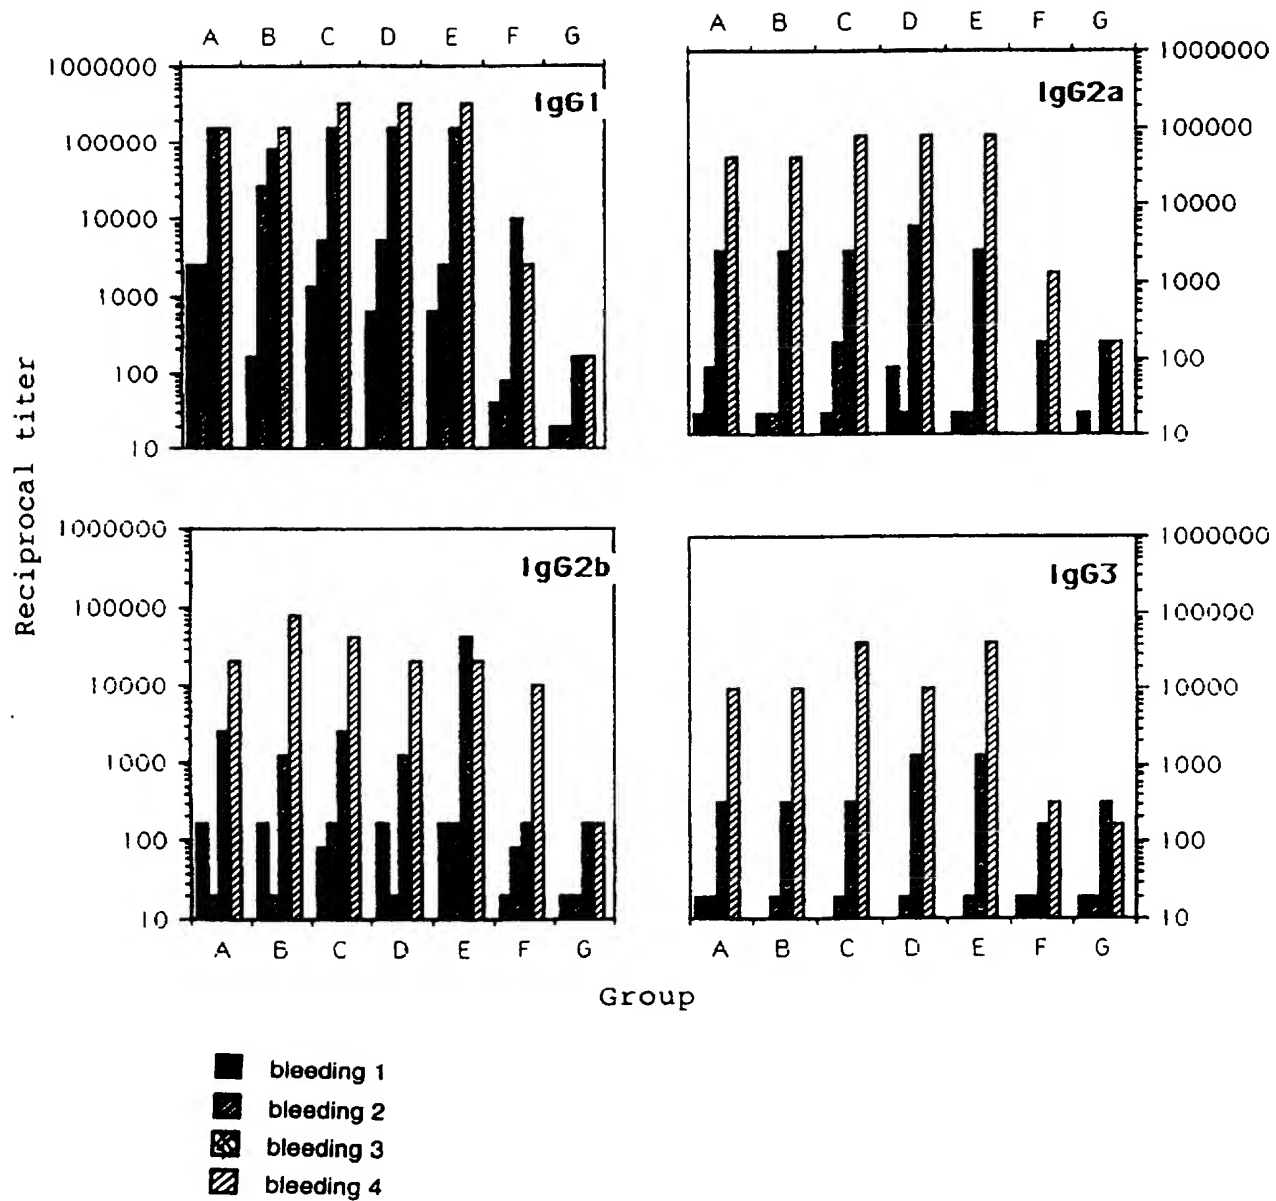 A B C D E F G
A B C D E F G
1000000
100000
10000
1000
100
10
IgG1
IgG2a
1000000
100000
10000
1000
100
10
Reciprocal titer
1000000
100000
10000
1000
100
10
IgG2b
IgG3
1000000
100000
10000
1000
100
10
A B C D E F G
A B C D E F G
Group
bleeding 1
bleeding 2
bleeding 3
bleeding 4